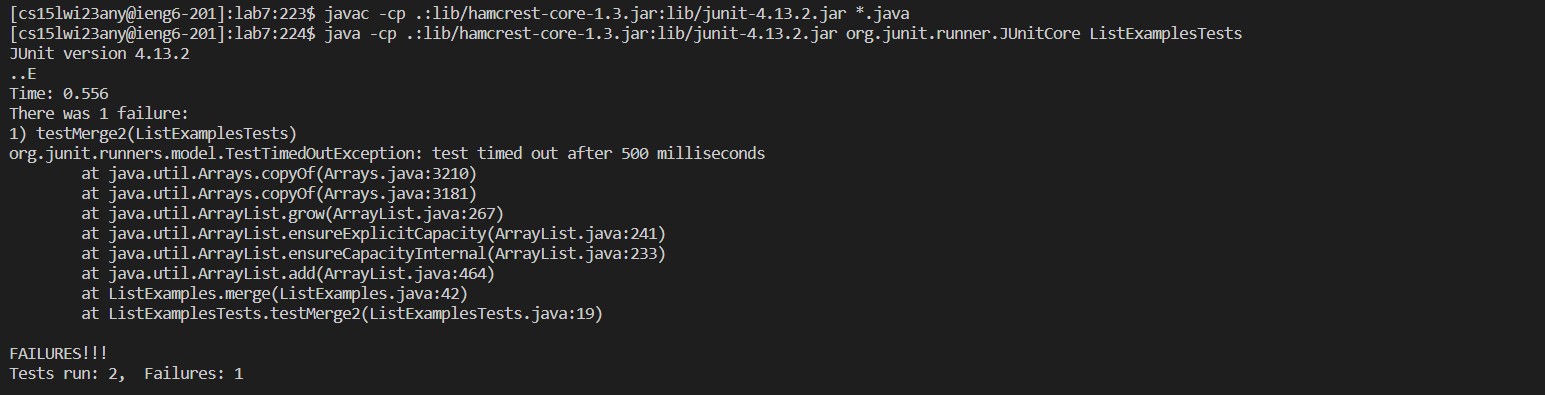 [cs15lwi23any@ieng6-201]:lab7:223$ javac -cp .:lib/hamcrest-core-1.3.jar:lib/junit-4.13.2.jar *.java
[cs15lwi23any@ieng6-201]:lab7:224$ java -cp .:lib/hamcrest-core-1.3.jar:lib/junit-4.13.2.jar org.junit.runner.JUnitCore ListExamplesTests
JUnit version 4.13.2
..E
Time: 0.556
There was 1 failure:
1) testMerge2(ListExamplesTests)
org.junit.runners.model.TestTimedOutException: test timed out after 500 milliseconds
        at java.util.Arrays.copyOf(Arrays.java:3210)
        at java.util.Arrays.copyOf(Arrays.java:3181)
        at java.util.ArrayList.grow(ArrayList.java:267)
        at java.util.ArrayList.ensureExplicitCapacity(ArrayList.java:241)
        at java.util.ArrayList.ensureCapacityInternal(ArrayList.java:233)
        at java.util.ArrayList.add(ArrayList.java:464)
        at ListExamples.merge(ListExamples.java:42)
        at ListExamplesTests.testMerge2(ListExamplesTests.java:19)

FAILURES!!!
Tests run: 2,  Failures: 1